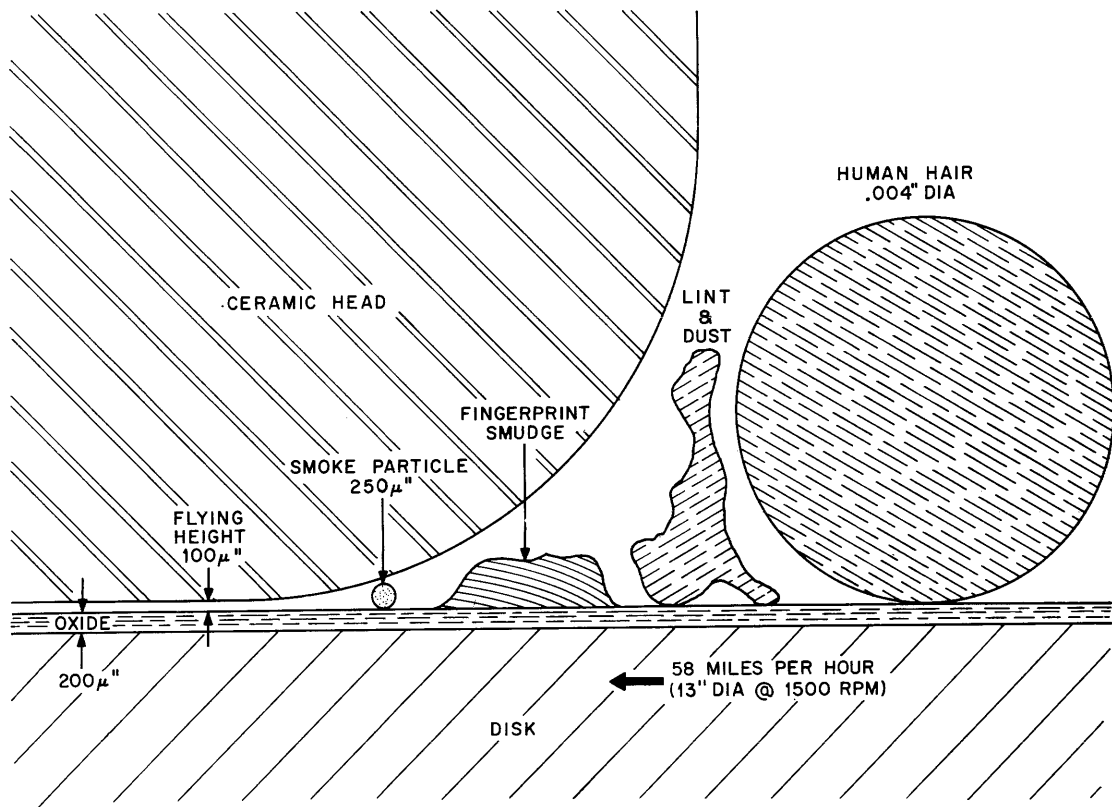 HUMAN HAIR
.004" DIA
CERAMIC HEAD
LINT
&
DUST
FINGERPRINT
SMUDGE
SMOKE PARTICLE
250μ"
FLYING
HEIGHT
100μ"
OXIDE
200μ"
58 MILES PER HOUR
(13" DIA @ 1500 RPM)
DISK